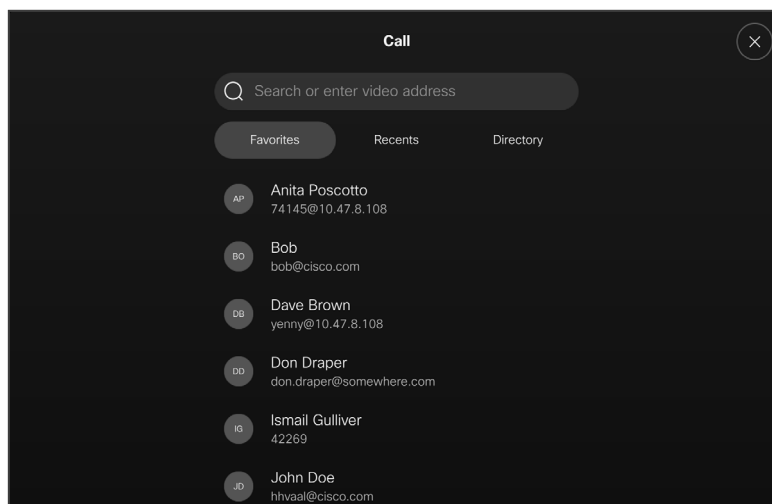 Call
Search or enter video address
Favorites Recents Directory
AP Anita Poscotto
74145@10.47.8.108
BO Bob
bob@cisco.com
DB Dave Brown
yenny@10.47.8.108
DD Don Draper
don.draper@somewhere.com
IG Ismail Gulliver
42269
JD John Doe
hhvaal@cisco.com